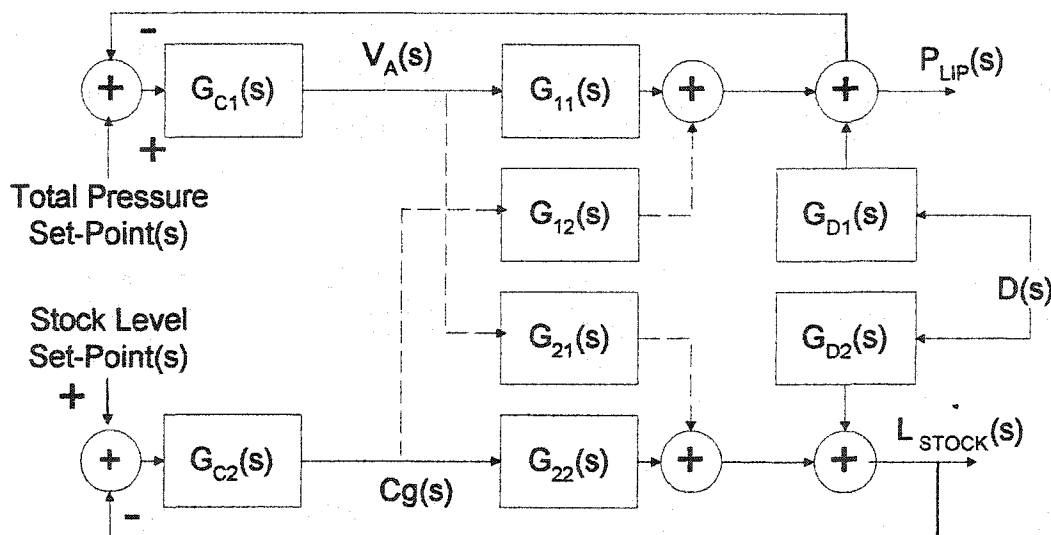 -
V_A(s)
P_LIP(s)
+
G_C1(s)
G_11(s)
+
+
+
Total Pressure
Set-Point(s)
G_12(s)
G_D1(s)
D(s)
Stock Level
Set-Point(s)
G_21(s)
G_D2(s)
+
L_STOCK(s)
+
G_C2(s)
G_22(s)
+
+
Cg(s)
-